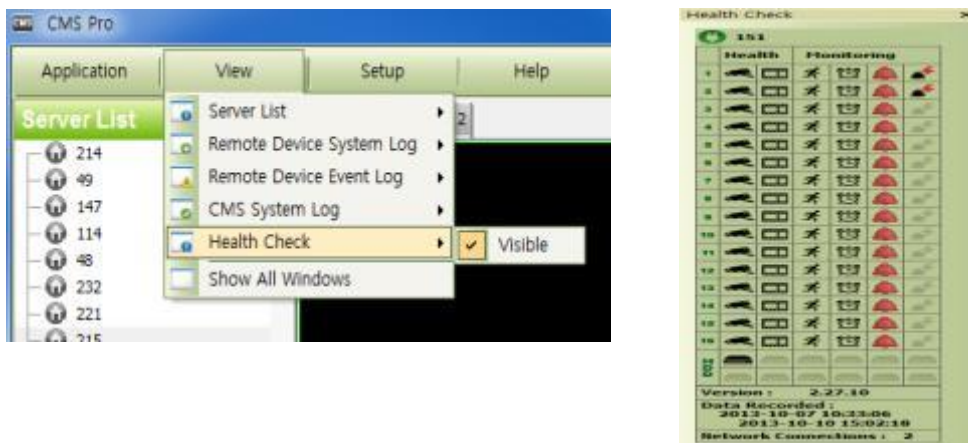 CMS Pro
Application View Setup Help
Server List
2
Server List
Remote Device System Log
Remote Device Event Log
CMS System Log
Health Check
Visible
Show All Windows
214
49
147
114
48
232
221
215
Health Check
151
Health Monitoring
1
2
3
4
5
6
7
8
9
10
11
12
13
14
15
16
Version : 2.27.10
Data Recorded :
2013-10-07 10:33:06
2013-10-10 15:02:18
Network Connections : 2